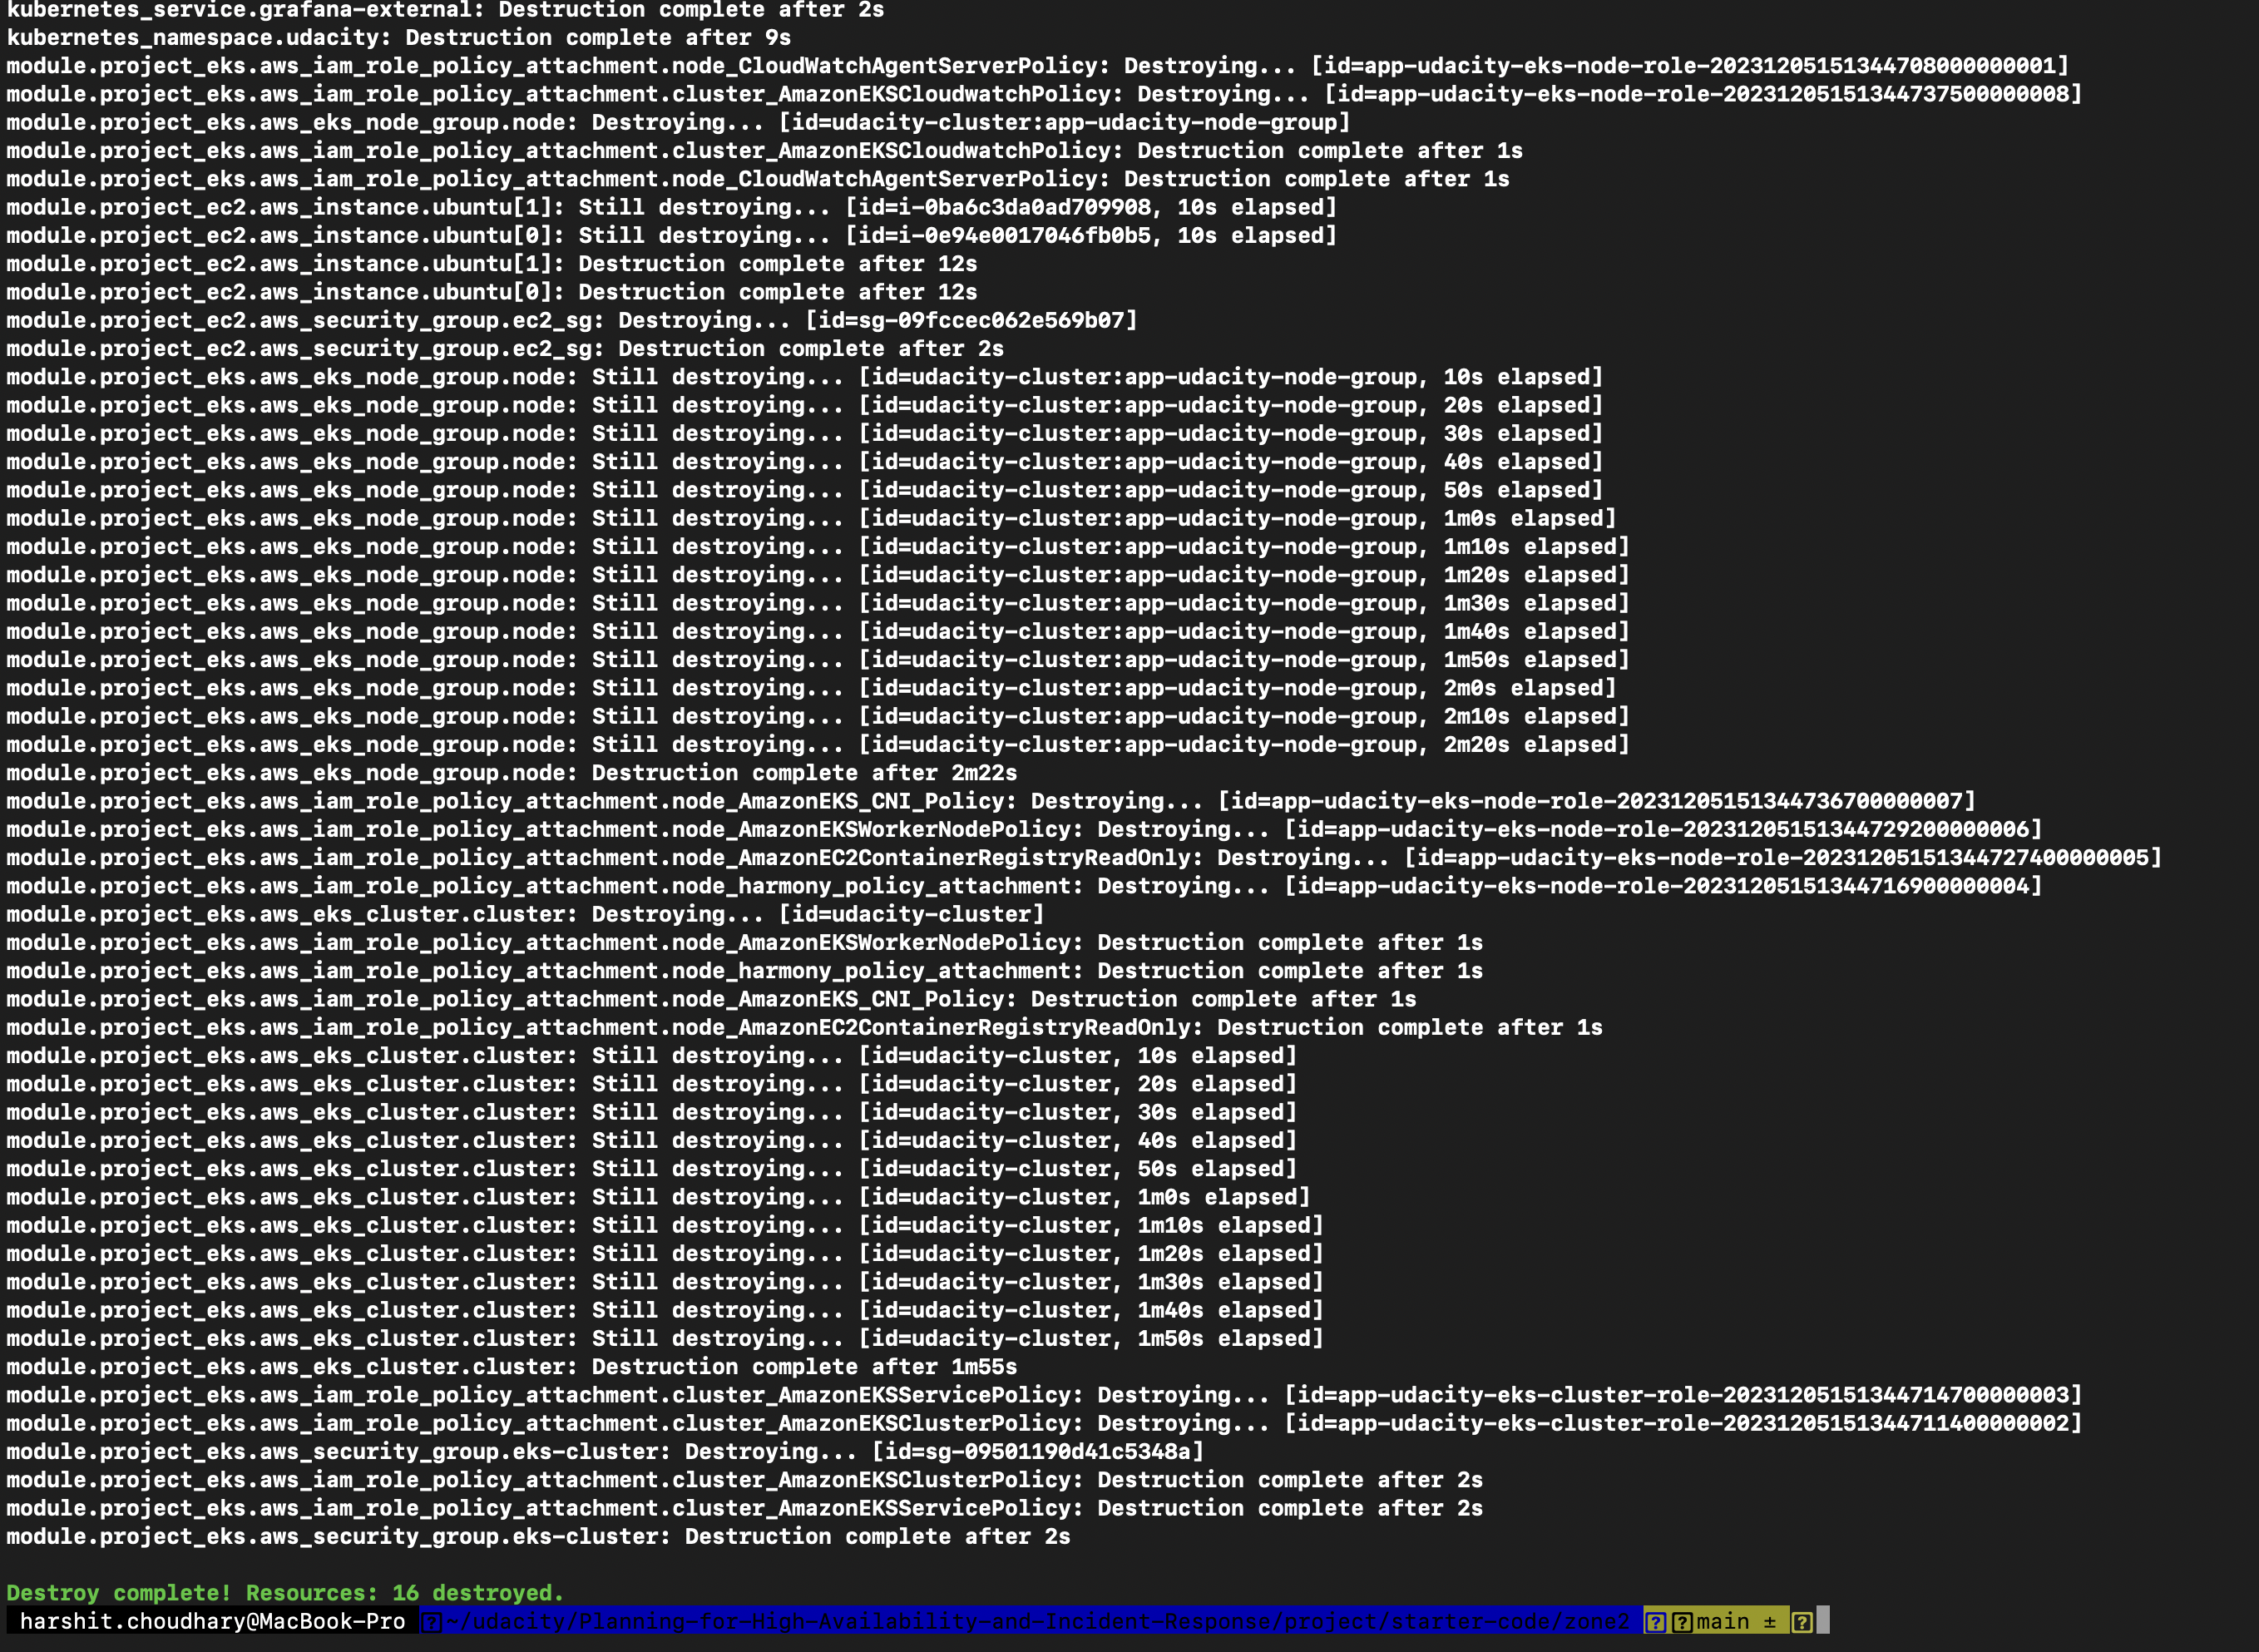 kubernetes_service.grafana-external: Destruction complete after 2s
kubernetes_namespace.udacity: Destruction complete after 9s
module.project_eks.aws_iam_role_policy_attachment.node_CloudWatchAgentServerPolicy: Destroying... [id=app-udacity-eks-node-role-20231205151344708000000001]
module.project_eks.aws_iam_role_policy_attachment.cluster_AmazonEKSCloudwatchPolicy: Destroying... [id=app-udacity-eks-node-role-20231205151344737500000008]
module.project_eks.aws_eks_node_group.node: Destroying... [id=udacity-cluster:app-udacity-node-group]
module.project_eks.aws_iam_role_policy_attachment.cluster_AmazonEKSCloudwatchPolicy: Destruction complete after 1s
module.project_eks.aws_iam_role_policy_attachment.node_CloudWatchAgentServerPolicy: Destruction complete after 1s
module.project_ec2.aws_instance.ubuntu[1]: Still destroying... [id=i-0ba6c3da0ad709908, 10s elapsed]
module.project_ec2.aws_instance.ubuntu[0]: Still destroying... [id=i-0e94e0017046fb0b5, 10s elapsed]
module.project_ec2.aws_instance.ubuntu[1]: Destruction complete after 12s
module.project_ec2.aws_instance.ubuntu[0]: Destruction complete after 12s
module.project_ec2.aws_security_group.ec2_sg: Destroying... [id=sg-09fccec062e569b07]
module.project_ec2.aws_security_group.ec2_sg: Destruction complete after 2s
module.project_eks.aws_eks_node_group.node: Still destroying... [id=udacity-cluster:app-udacity-node-group, 10s elapsed]
module.project_eks.aws_eks_node_group.node: Still destroying... [id=udacity-cluster:app-udacity-node-group, 20s elapsed]
module.project_eks.aws_eks_node_group.node: Still destroying... [id=udacity-cluster:app-udacity-node-group, 30s elapsed]
module.project_eks.aws_eks_node_group.node: Still destroying... [id=udacity-cluster:app-udacity-node-group, 40s elapsed]
module.project_eks.aws_eks_node_group.node: Still destroying... [id=udacity-cluster:app-udacity-node-group, 50s elapsed]
module.project_eks.aws_eks_node_group.node: Still destroying... [id=udacity-cluster:app-udacity-node-group, 1m0s elapsed]
module.project_eks.aws_eks_node_group.node: Still destroying... [id=udacity-cluster:app-udacity-node-group, 1m10s elapsed]
module.project_eks.aws_eks_node_group.node: Still destroying... [id=udacity-cluster:app-udacity-node-group, 1m20s elapsed]
module.project_eks.aws_eks_node_group.node: Still destroying... [id=udacity-cluster:app-udacity-node-group, 1m30s elapsed]
module.project_eks.aws_eks_node_group.node: Still destroying... [id=udacity-cluster:app-udacity-node-group, 1m40s elapsed]
module.project_eks.aws_eks_node_group.node: Still destroying... [id=udacity-cluster:app-udacity-node-group, 1m50s elapsed]
module.project_eks.aws_eks_node_group.node: Still destroying... [id=udacity-cluster:app-udacity-node-group, 2m0s elapsed]
module.project_eks.aws_eks_node_group.node: Still destroying... [id=udacity-cluster:app-udacity-node-group, 2m10s elapsed]
module.project_eks.aws_eks_node_group.node: Still destroying... [id=udacity-cluster:app-udacity-node-group, 2m20s elapsed]
module.project_eks.aws_eks_node_group.node: Destruction complete after 2m22s
module.project_eks.aws_iam_role_policy_attachment.node_AmazonEKS_CNI_Policy: Destroying... [id=app-udacity-eks-node-role-20231205151344736700000007]
module.project_eks.aws_iam_role_policy_attachment.node_AmazonEKSWorkerNodePolicy: Destroying... [id=app-udacity-eks-node-role-20231205151344729200000006]
module.project_eks.aws_iam_role_policy_attachment.node_AmazonEC2ContainerRegistryReadOnly: Destroying... [id=app-udacity-eks-node-role-20231205151344727400000005]
module.project_eks.aws_iam_role_policy_attachment.node_harmony_policy_attachment: Destroying... [id=app-udacity-eks-node-role-20231205151344716900000004]
module.project_eks.aws_eks_cluster.cluster: Destroying... [id=udacity-cluster]
module.project_eks.aws_iam_role_policy_attachment.node_AmazonEKSWorkerNodePolicy: Destruction complete after 1s
module.project_eks.aws_iam_role_policy_attachment.node_harmony_policy_attachment: Destruction complete after 1s
module.project_eks.aws_iam_role_policy_attachment.node_AmazonEKS_CNI_Policy: Destruction complete after 1s
module.project_eks.aws_iam_role_policy_attachment.node_AmazonEC2ContainerRegistryReadOnly: Destruction complete after 1s
module.project_eks.aws_eks_cluster.cluster: Still destroying... [id=udacity-cluster, 10s elapsed]
module.project_eks.aws_eks_cluster.cluster: Still destroying... [id=udacity-cluster, 20s elapsed]
module.project_eks.aws_eks_cluster.cluster: Still destroying... [id=udacity-cluster, 30s elapsed]
module.project_eks.aws_eks_cluster.cluster: Still destroying... [id=udacity-cluster, 40s elapsed]
module.project_eks.aws_eks_cluster.cluster: Still destroying... [id=udacity-cluster, 50s elapsed]
module.project_eks.aws_eks_cluster.cluster: Still destroying... [id=udacity-cluster, 1m0s elapsed]
module.project_eks.aws_eks_cluster.cluster: Still destroying... [id=udacity-cluster, 1m10s elapsed]
module.project_eks.aws_eks_cluster.cluster: Still destroying... [id=udacity-cluster, 1m20s elapsed]
module.project_eks.aws_eks_cluster.cluster: Still destroying... [id=udacity-cluster, 1m30s elapsed]
module.project_eks.aws_eks_cluster.cluster: Still destroying... [id=udacity-cluster, 1m40s elapsed]
module.project_eks.aws_eks_cluster.cluster: Still destroying... [id=udacity-cluster, 1m50s elapsed]
module.project_eks.aws_eks_cluster.cluster: Destruction complete after 1m55s
module.project_eks.aws_iam_role_policy_attachment.cluster_AmazonEKSServicePolicy: Destroying... [id=app-udacity-eks-cluster-role-20231205151344714700000003]
module.project_eks.aws_iam_role_policy_attachment.cluster_AmazonEKSClusterPolicy: Destroying... [id=app-udacity-eks-cluster-role-20231205151344711400000002]
module.project_eks.aws_security_group.eks-cluster: Destroying... [id=sg-09501190d41c5348a]
module.project_eks.aws_iam_role_policy_attachment.cluster_AmazonEKSClusterPolicy: Destruction complete after 2s
module.project_eks.aws_iam_role_policy_attachment.cluster_AmazonEKSServicePolicy: Destruction complete after 2s
module.project_eks.aws_security_group.eks-cluster: Destruction complete after 2s
Destroy complete! Resources: 16 destroyed.
harshit.choudhary@MacBook-Pro ? ~/udacity/Planning-for-High-Availability-and-Incident-Response/project/starter-code/zone2 ? ? main ± ?